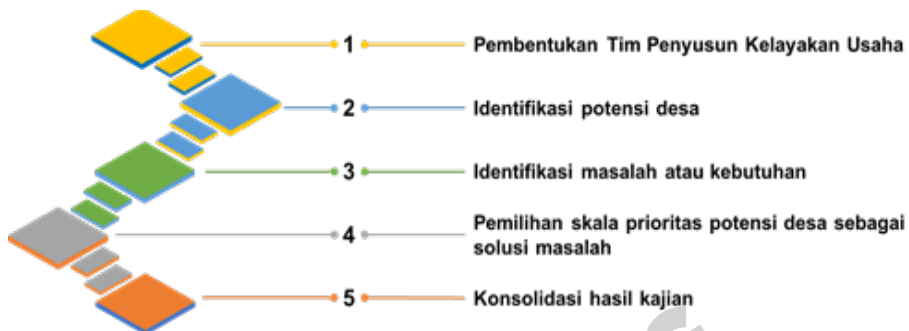 1 Pembentukan Tim Penyusun Kelayakan Usaha
2 Identifikasi potensi desa
3 Identifikasi masalah atau kebutuhan
4 Pemilihan skala prioritas potensi desa sebagai
solusi masalah
5 Konsolidasi hasil kajian